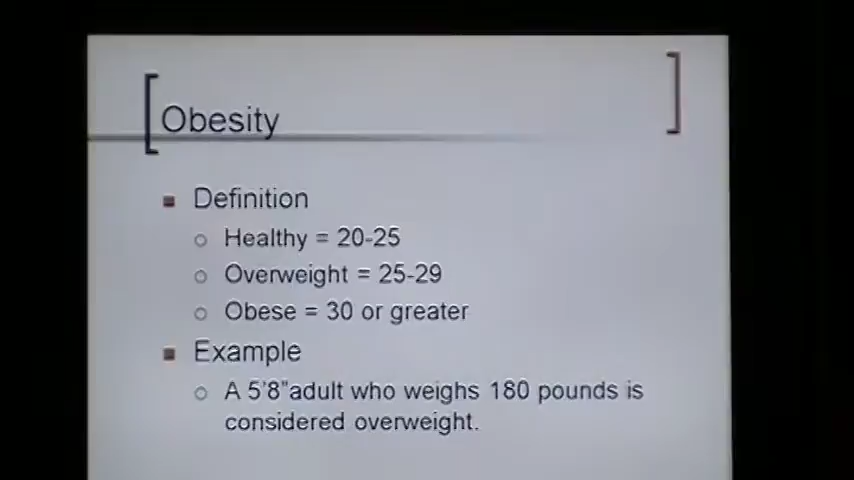 Obesity
Definition
Healthy = 20-25
Overweight = 25-29
Obese = 30 or greater
Example
A 5'8"adult who weighs 180 pounds is
considered overweight.